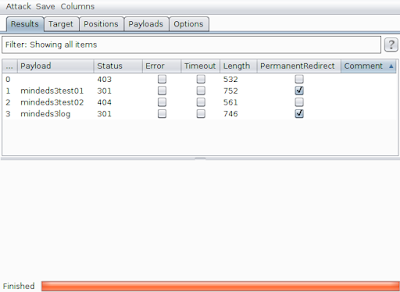 Attack Save Columns
Results Target Positions Payloads Options
Filter: Showing all items ?
... Payload Status Error Timeout Length PermanentRedirect Comment
0 403 532
1 mindeds3test01 301 752
2 mindeds3test02 404 561
3 mindeds3log 301 746
Finished